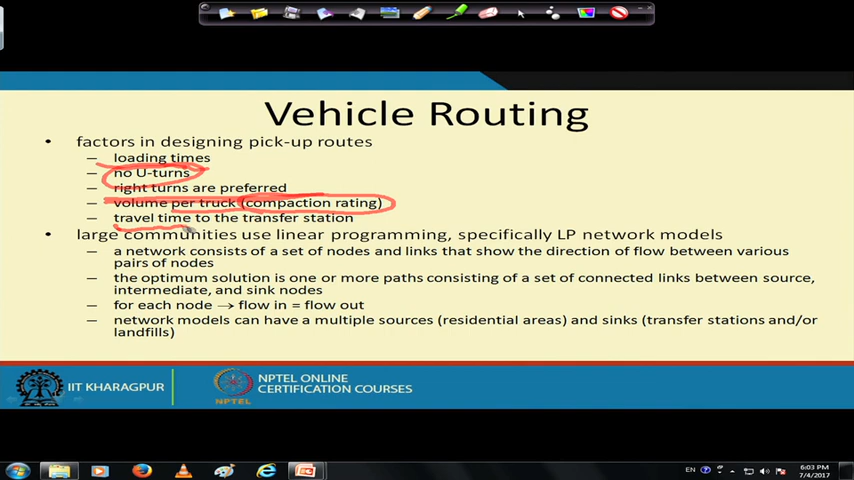 Vehicle Routing
• factors in designing pick-up routes
– loading times
– no U-turns
– right turns are preferred
– volume per truck (compaction rating)
– travel time to the transfer station
• large communities use linear programming, specifically LP network models
– a network consists of a set of nodes and links that show the direction of flow between various
pairs of nodes
– the optimum solution is one or more paths consisting of a set of connected links between source,
intermediate, and sink nodes
– for each node → flow in = flow out
– network models can have a multiple sources (residential areas) and sinks (transfer stations and/or
landfills)
IIT KHARAGPUR
NPTEL
NPTEL ONLINE
CERTIFICATION COURSES
EN
6:03 PM
7/4/2017